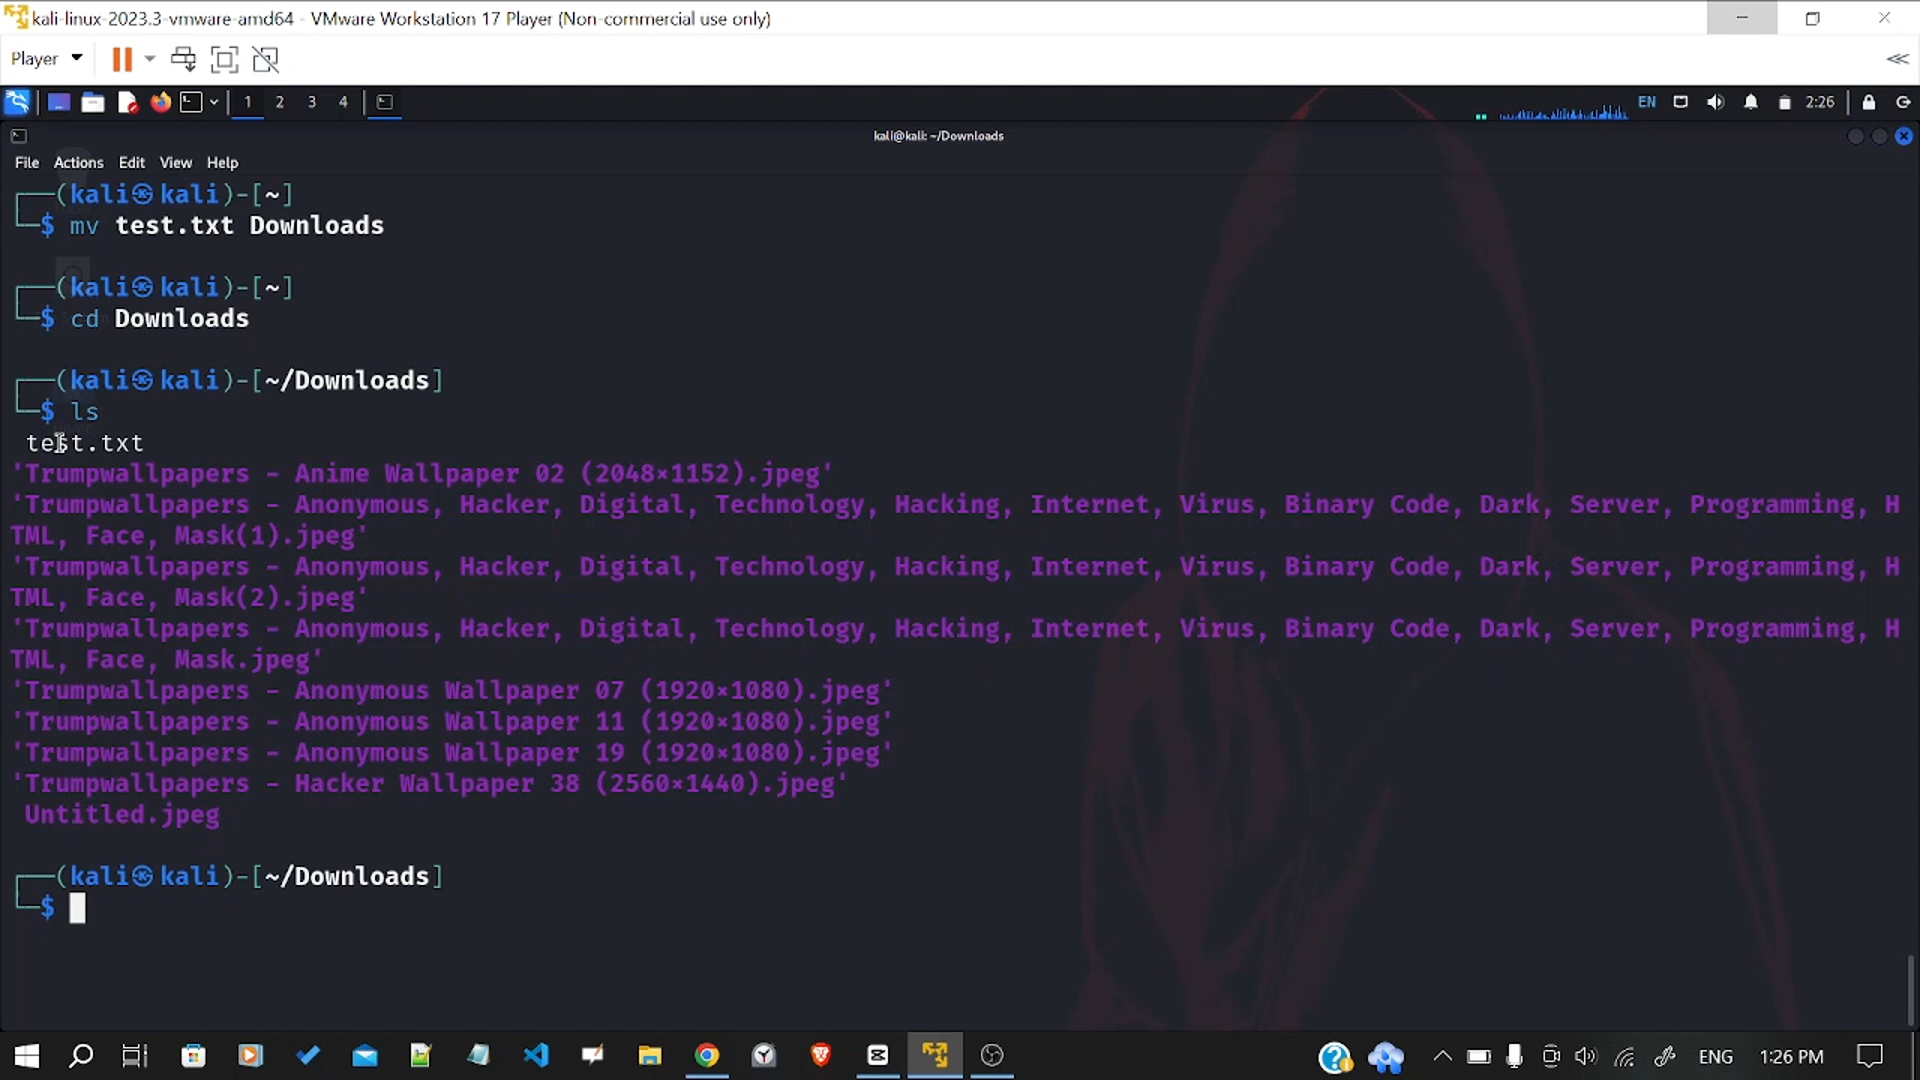 kali-linux-2023.3-vmware-amd64 - VMware Workstation 17 Player (Non-commercial use only)
Player
1 2 3 4
EN
2:26
kali@kali: ~/Downloads
File Actions Edit View Help
┌──(kali㉿kali)-[~]
└─$ mv test.txt Downloads
┌──(kali㉿kali)-[~]
└─$ cd Downloads
┌──(kali㉿kali)-[~/Downloads]
└─$ ls
test.txt
'Trumpwallpapers - Anime Wallpaper 02 (2048×1152).jpeg'
'Trumpwallpapers - Anonymous, Hacker, Digital, Technology, Hacking, Internet, Virus, Binary Code, Dark, Server, Programming, H
TML, Face, Mask(1).jpeg'
'Trumpwallpapers - Anonymous, Hacker, Digital, Technology, Hacking, Internet, Virus, Binary Code, Dark, Server, Programming, H
TML, Face, Mask(2).jpeg'
'Trumpwallpapers - Anonymous, Hacker, Digital, Technology, Hacking, Internet, Virus, Binary Code, Dark, Server, Programming, H
TML, Face, Mask.jpeg'
'Trumpwallpapers - Anonymous Wallpaper 07 (1920×1080).jpeg'
'Trumpwallpapers - Anonymous Wallpaper 11 (1920×1080).jpeg'
'Trumpwallpapers - Anonymous Wallpaper 19 (1920×1080).jpeg'
'Trumpwallpapers - Hacker Wallpaper 38 (2560×1440).jpeg'
Untitled.jpeg
┌──(kali㉿kali)-[~/Downloads]
└─$
ENG
1:26 PM